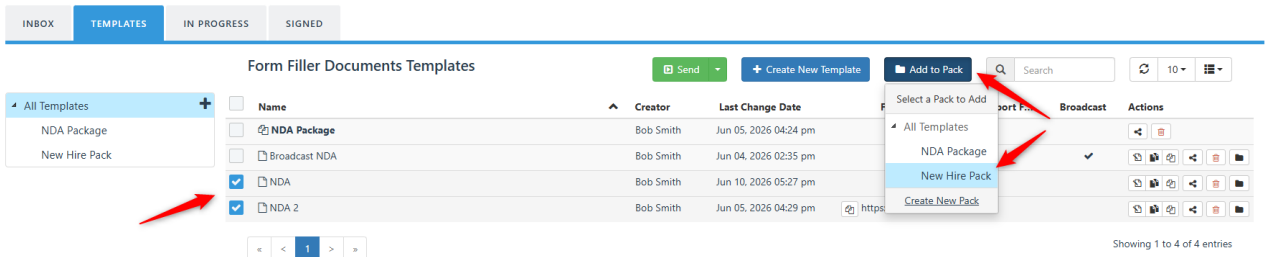 INBOX TEMPLATES IN PROGRESS SIGNED
Form Filler Documents Templates
Send
Create New Template
Add to Pack
Search
10
All Templates
NDA Package
New Hire Pack
Name Creator Last Change Date Broadcast Actions
NDA Package Bob Smith Jun 05, 2026 04:24 pm
Broadcast NDA Bob Smith Jun 04, 2026 02:35 pm
NDA Bob Smith Jun 10, 2026 05:27 pm
NDA 2 Bob Smith Jun 05, 2026 04:29 pm
Select a Pack to Add
All Templates
NDA Package
New Hire Pack
Create New Pack
« < 1 > »
Showing 1 to 4 of 4 entries